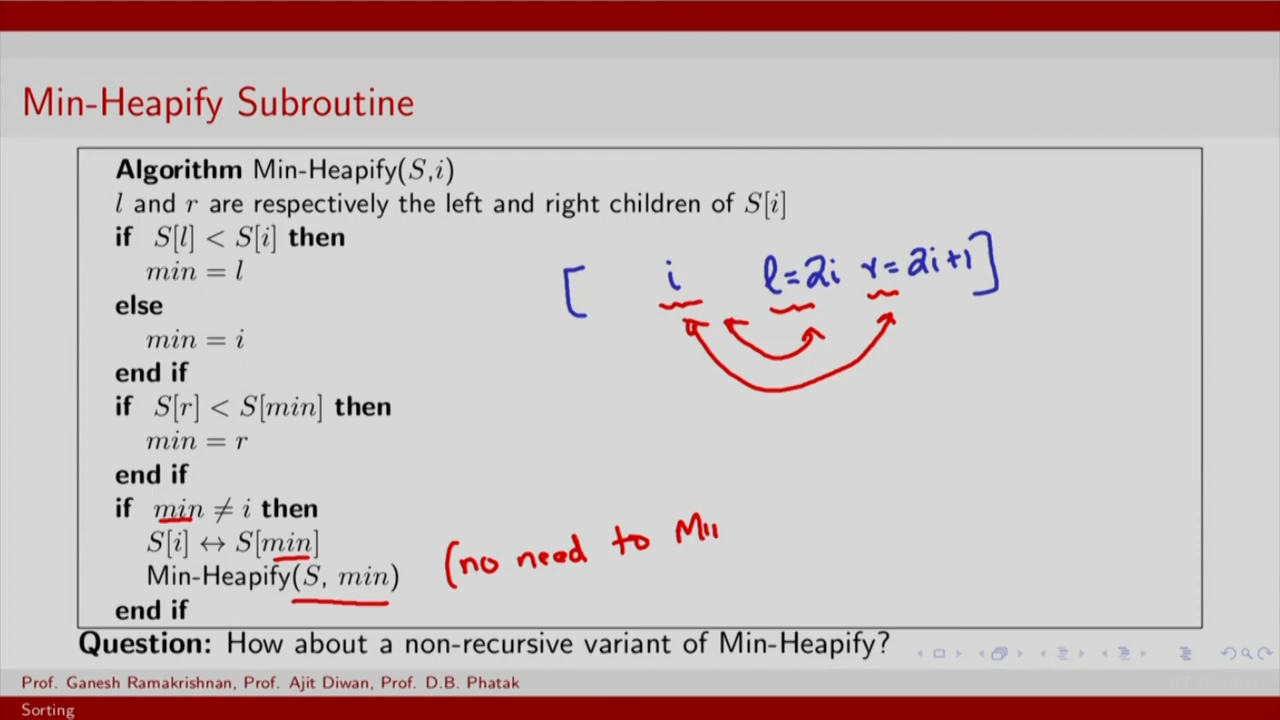 Min-Heapify Subroutine
Algorithm Min-Heapify(S,i)
l and r are respectively the left and right children of S[i]
if S[l] < S[i] then
min = l
else
min = i
end if
if S[r] < S[min] then
min = r
end if
if min ≠ i then
S[i] ↔ S[min]
Min-Heapify(S, min)
end if
[ i l=2i r=2i+1]
(no need to
Question: How about a non-recursive variant of Min-Heapify?
Prof. Ganesh Ramakrishnan, Prof. Ajit Diwan, Prof. D.B. Phatak
Sorting